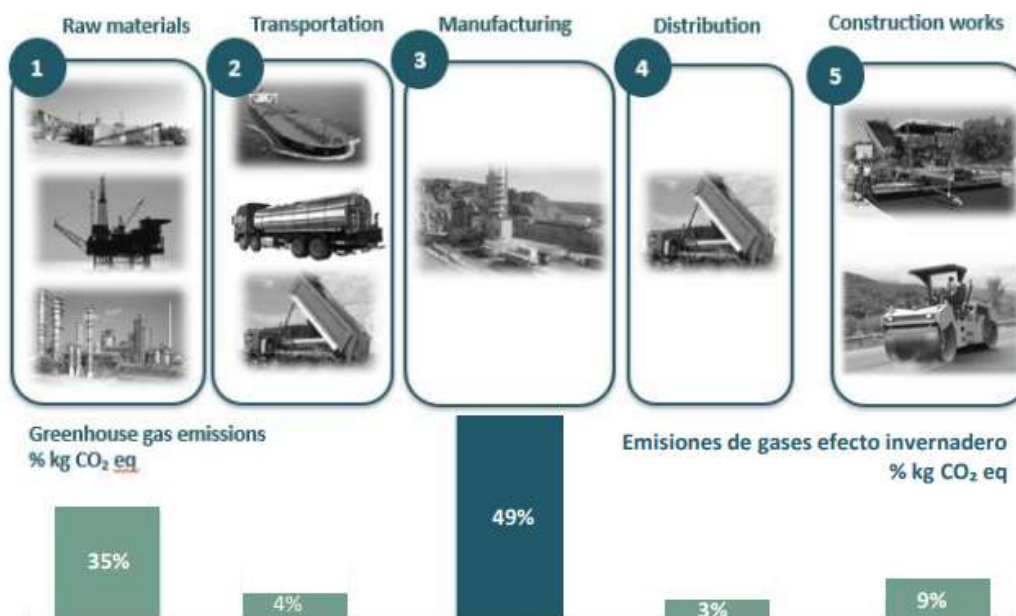 Raw materials
Transportation
Manufacturing
Distribution
Construction works
1
2
3
4
5
Greenhouse gas emissions
% kg CO₂ eq
Emisiones de gases efecto invernadero
% kg CO₂ eq
35%
4%
49%
3%
9%